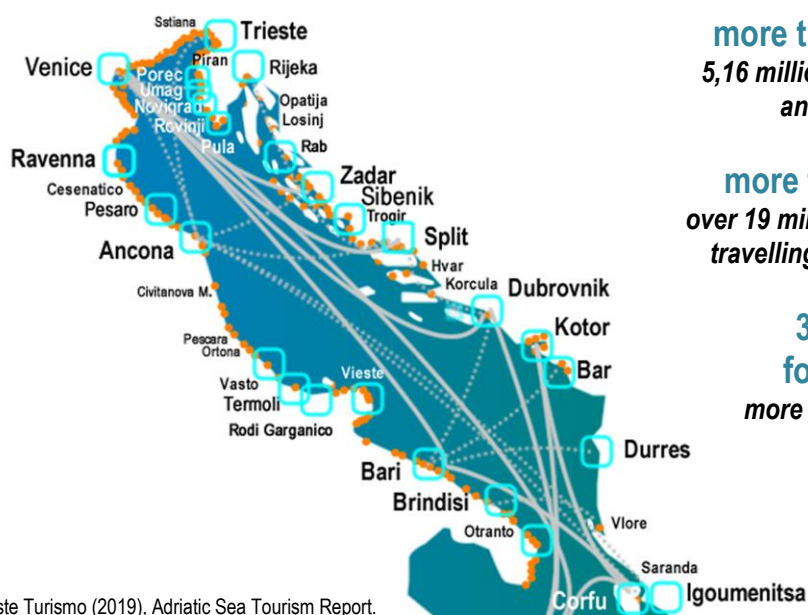 Sstiana
Trieste
Venice
Piran
Porec
Rijeka
Umag
Opatija
Novigrad
Losinj
Rovinji
Rab
Pula
Ravenna
Zadar
Cesenatico
Sibenik
Pesaro
Trogir
Ancona
Split
Hvar
Korcula
Civitanova M.
Dubrovnik
Kotor
Pescara
Ortona
Vieste
Bar
Vasto
Termoli
Rodi Garganico
Durres
Bari
Brindisi
Otranto
Vlore
Saranda
Corfu
Igoumenitsa
more t
5,16 millio
an
more
over 19 mil
travelling
3
fo
more
ste Turismo (2019), Adriatic Sea Tourism Report.